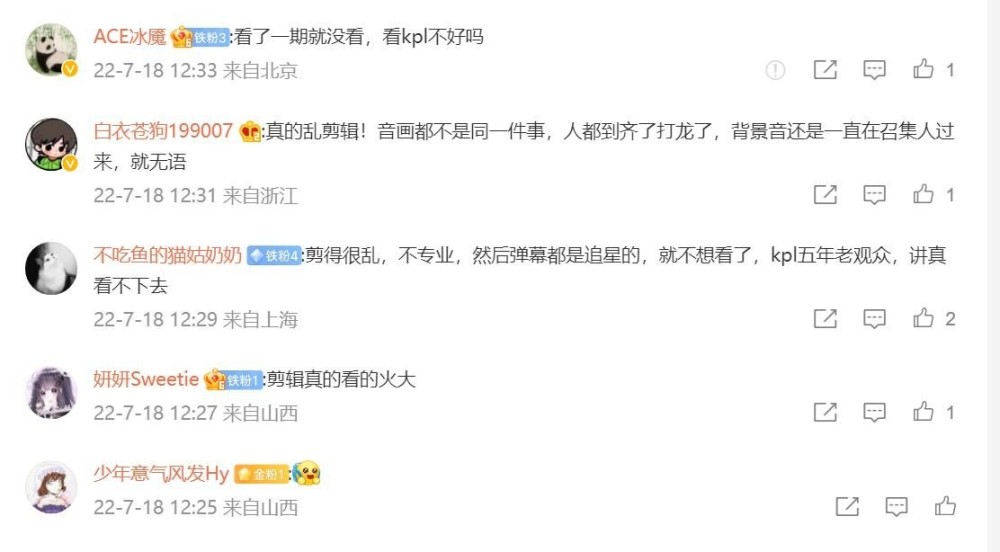 ACE冰魇 铁粉3:看了一期就没看，看kpl不好吗
22-7-18 12:33 来自北京 1
白衣苍狗199007:真的乱剪辑！音画都不是同一件事，人都到齐了打龙了，背景音还是一直在召集人过
来，就无语
22-7-18 12:31 来自浙江 1
不吃鱼的猫姑奶奶 铁粉4:剪得很乱，不专业，然后弹幕都是追星的，就不想看了，kpl五年老观众，讲真
看不下去
22-7-18 12:29 来自上海 2
妍妍Sweetie 铁粉1:剪辑真的看的火大
22-7-18 12:27 来自山西 1
少年意气风发Hy 金粉1:
22-7-18 12:25 来自山西